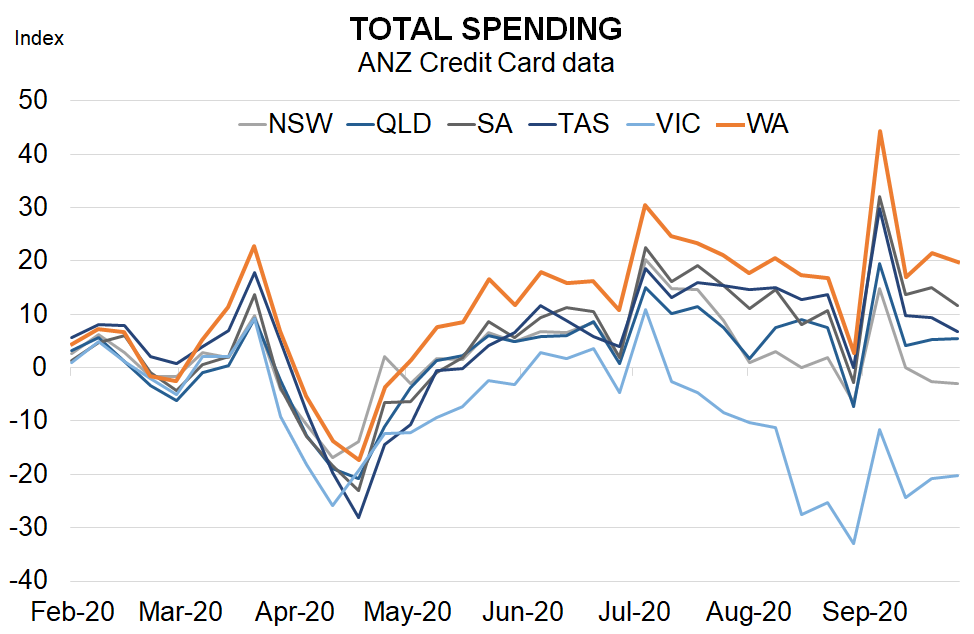 TOTAL SPENDING
Index
ANZ Credit Card data
50
NSW QLD SA TAS VIC WA
40
30
20
10
0
-10
-20
-30
-40
Feb-20 Mar-20 Apr-20 May-20 Jun-20 Jul-20 Aug-20 Sep-20